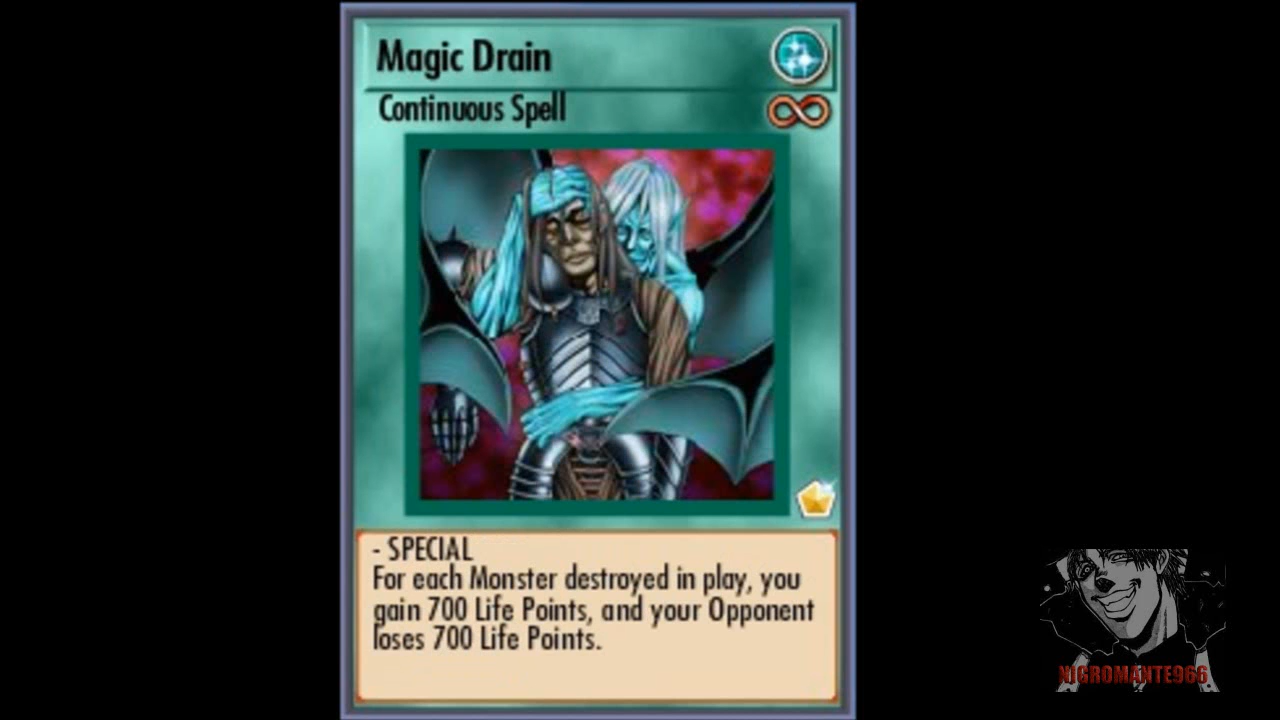 Magic Drain
Continuous Spell
- SPECIAL
For each Monster destroyed in play, you
gain 700 Life Points, and your Opponent
loses 700 Life Points.
NIGROMANTE966